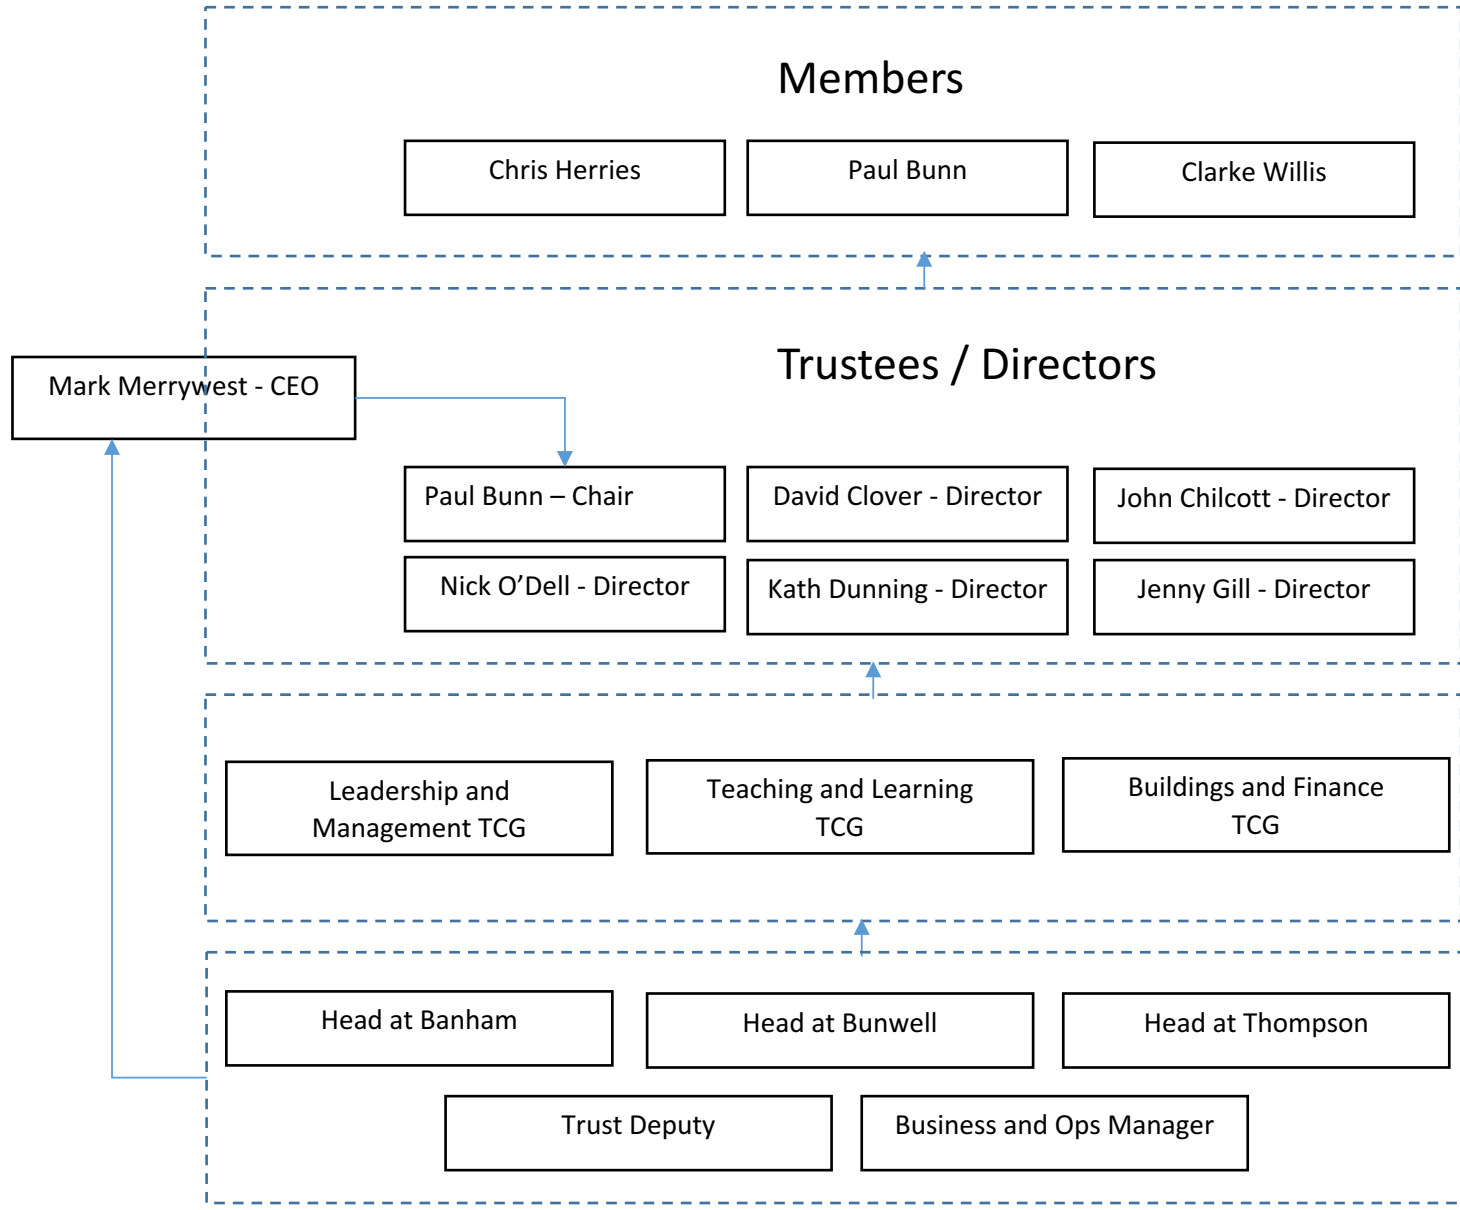 Members
Chris Herries
Paul Bunn
Clarke Willis
Trustees / Directors
Mark Merrywest - CEO
Paul Bunn – Chair
David Clover - Director
John Chilcott - Director
Nick O’Dell - Director
Kath Dunning - Director
Jenny Gill - Director
Leadership and
Management TCG
Teaching and Learning
TCG
Buildings and Finance
TCG
Head at Banham
Head at Bunwell
Head at Thompson
Trust Deputy
Business and Ops Manager